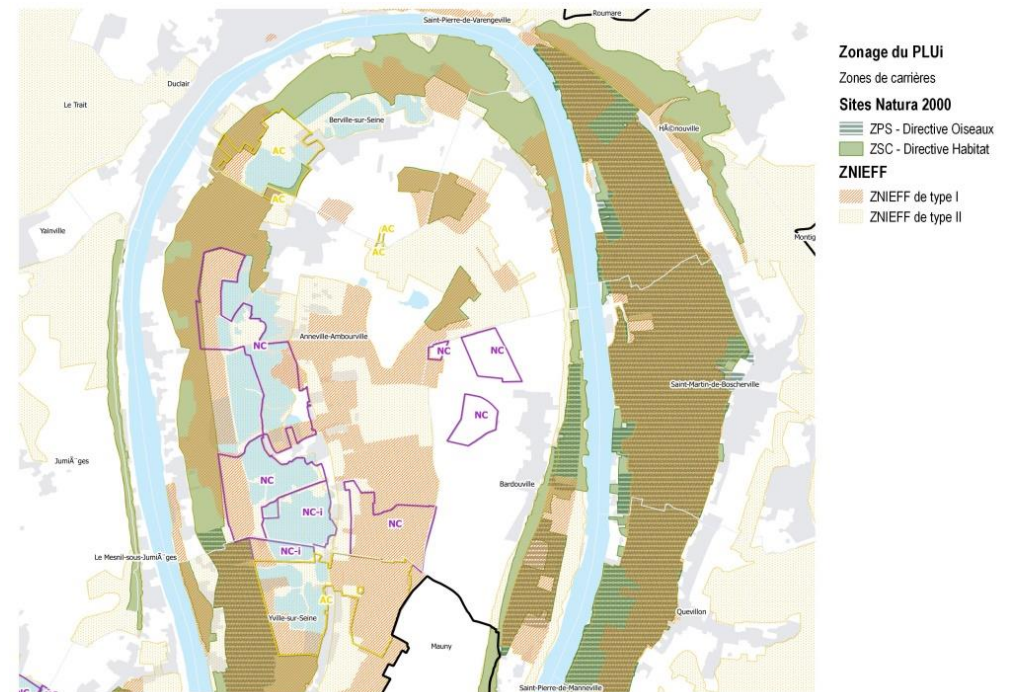 Roumare
Saint-Pierre-de-Varengeville
Duclair
Le Trait
Berville-sur-Seine
HÃ©nouville
AC
AC
Yainville
AC
AC
Montig
NC
Anneville-Ambourville
NC
NC
Saint-Martin-de-Boscherville
NC
JumiÃ¨ges
NC
Bardouville
NC-i
NC
NC-i
Le Mesnil-sous-JumiÃ¨ges
AC
Yville-sur-Seine
Quevillon
Mauny
Saint-Pierre-de-Manneville
NC
Zonage du PLUi
Zones de carrières
Sites Natura 2000
ZPS - Directive Oiseaux
ZSC - Directive Habitat
ZNIEFF
ZNIEFF de type I
ZNIEFF de type II